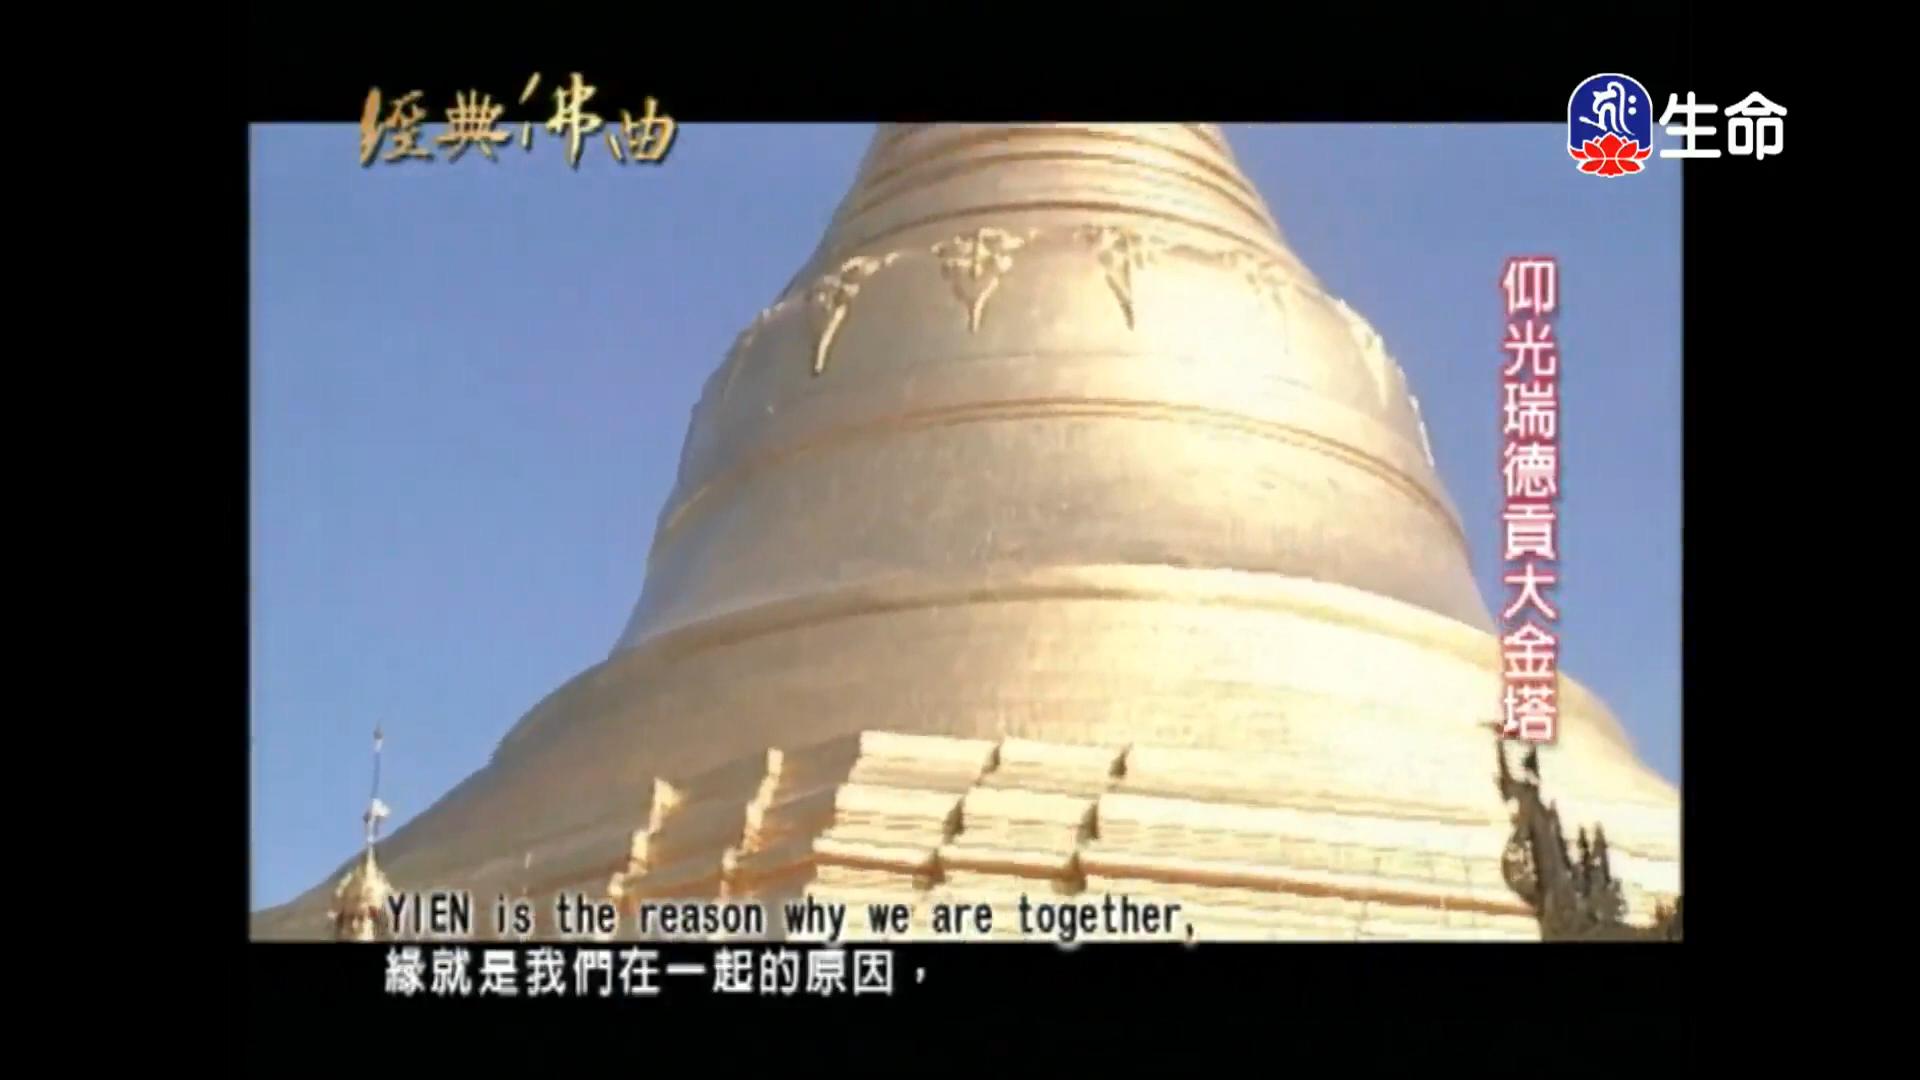 經典佛曲
生命
仰光瑞德貢大金塔
YIEN is the reason why we are together,
緣就是我們在一起的原因，